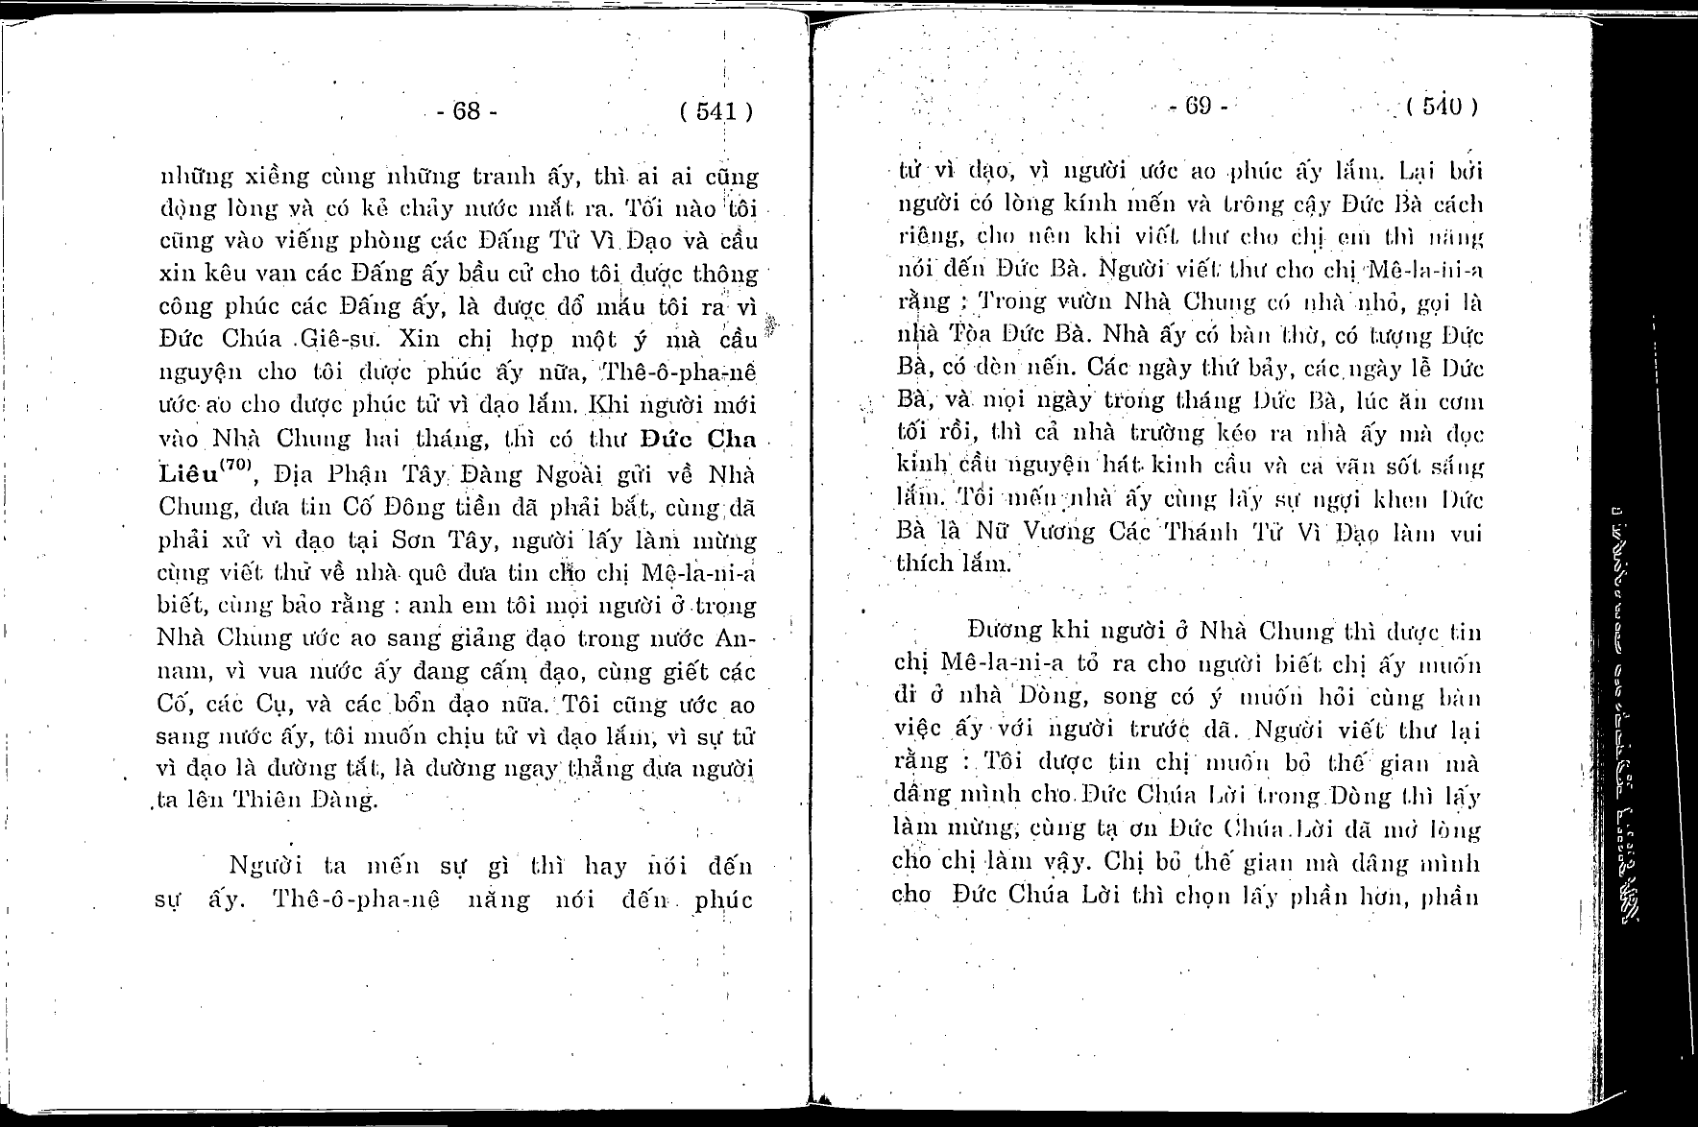 - 68 - ( 541 )
những xiềng cùng những tranh ấy, thì ai ai cũng
động lòng và có kẻ chảy nước mắt ra. Tối nào tôi
cũng vào viếng phòng các Đấng Tử Vì Đạo và cầu
xin kêu van các Đấng ấy bầu cử cho tôi được thông
công phúc các Đấng ấy, là được đổ máu tôi ra vì
Đức Chúa Giê-su. Xin chị hợp một ý mà cầu
nguyện cho tôi được phúc ấy nữa, Thê-ô-pha-nê
ước ao cho được phúc tử vì đạo lắm. Khi người mới
vào Nhà Chung hai tháng, thì có thư Đức Cha
Liêu(70), Địa Phận Tây Đàng Ngoài gửi về Nhà
Chung, đưa tin Cố Đông tiền đã phải bắt, cùng đã
phải xử vì đạo tại Sơn Tây, người lấy làm mừng
cùng viết thư về nhà quê đưa tin cho chị Mê-la-ni-a
biết, cùng bảo rằng : anh em tôi mọi người ở trong
Nhà Chung ước ao sang giảng đạo trong nước An-
nam, vì vua nước ấy đang cấm đạo, cùng giết các
Cố, các Cụ, và các bổn đạo nữa. Tôi cũng ước ao
sang nước ấy, tôi muốn chịu tử vì đạo lắm, vì sự tử
vì đạo là đường tắt, là đường ngay thẳng đưa người
ta lên Thiên Đàng.
Người ta mến sự gì thì hay nói đến
sự ấy. Thê-ô-pha-nê năng nói đến phúc
- 69 - ( 540 )
tử vì đạo, vì người ước ao phúc ấy lắm. Lại bởi
người có lòng kính mến và trông cậy Đức Bà cách
riêng, cho nên khi viết thư cho chị em thì năng
nói đến Đức Bà. Người viết thư cho chị Mê-la-ni-a
rằng : Trong vườn Nhà Chung có nhà nhỏ, gọi là
nhà Tòa Đức Bà. Nhà ấy có bàn thờ, có tượng Đức
Bà, có đèn nến. Các ngày thứ bảy, các ngày lễ Đức
Bà, và mọi ngày trong tháng Đức Bà, lúc ăn cơm
tối rồi, thì cả nhà trường kéo ra nhà ấy mà đọc
kinh cầu nguyện hát kinh cầu và ca vãn sốt sắng
lắm. Tôi mến nhà ấy cùng lấy sự ngợi khen Đức
Bà là Nữ Vương Các Thánh Tử Vì Đạo làm vui
thích lắm.
Đương khi người ở Nhà Chung thì được tin
chị Mê-la-ni-a tỏ ra cho người biết chị ấy muốn
đi ở nhà Dòng, song có ý muốn hỏi cùng bàn
việc ấy với người trước đã. Người viết thư lại
rằng : Tôi được tin chị muốn bỏ thế gian mà
dâng mình cho Đức Chúa Lời trong Dòng thì lấy
làm mừng, cùng tạ ơn Đức Chúa Lời đã mở lòng
cho chị làm vậy. Chị bỏ thế gian mà dâng mình
cho Đức Chúa Lời thì chọn lấy phần hơn, phần